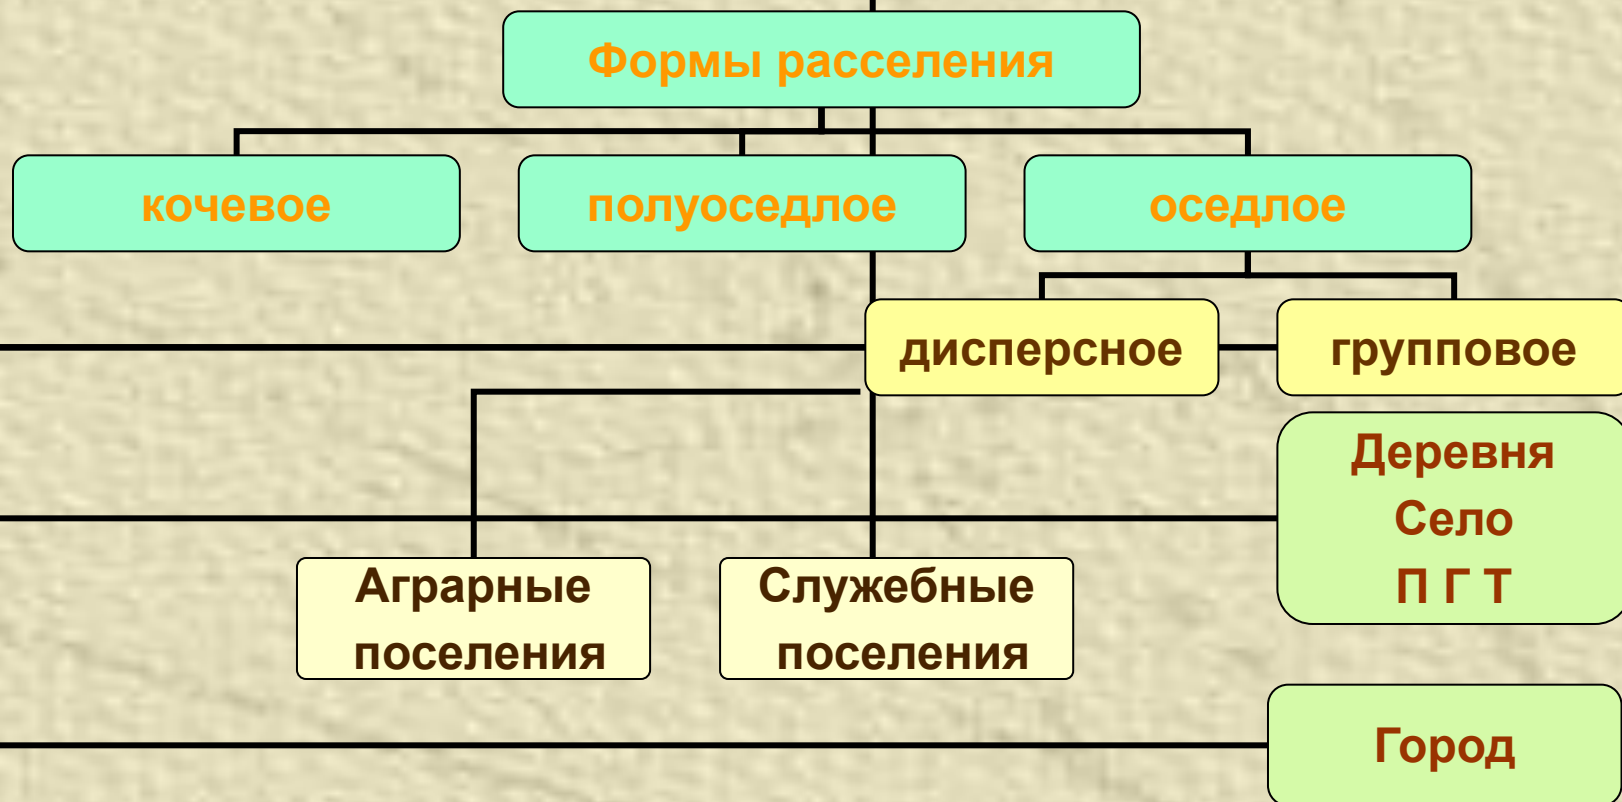 Формы расселения
кочевое
полуоседлое
оседлое
дисперсное
групповое
Деревня
Село
П Г Т
Аграрные
поселения
Служебные
поселения
Город